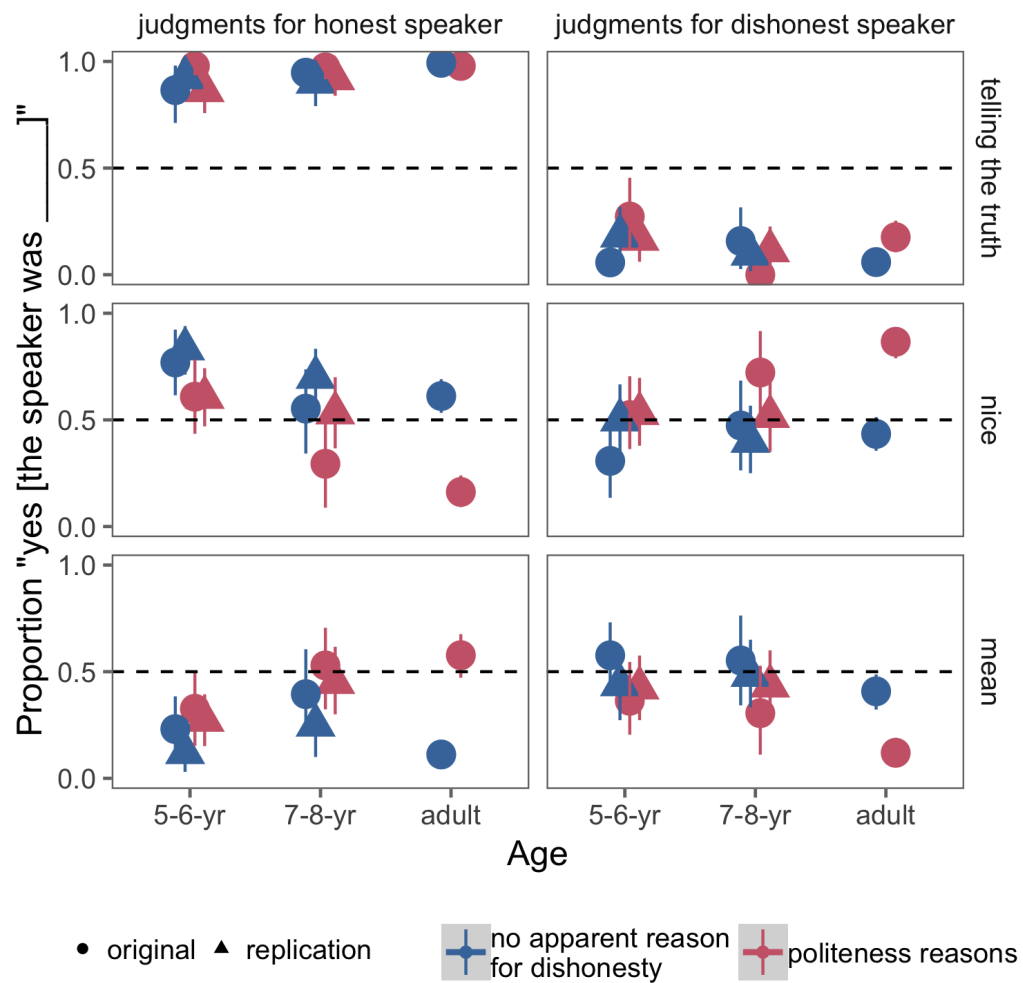 judgments for honest speaker
judgments for dishonest speaker
Proportion "yes [the speaker was ______]"
1.0
0.5
0.0
telling the truth
1.0
0.5
0.0
nice
1.0
0.5
0.0
mean
5-6-yr
7-8-yr
adult
5-6-yr
7-8-yr
adult
Age
original
replication
no apparent reason
for dishonesty
politeness reasons